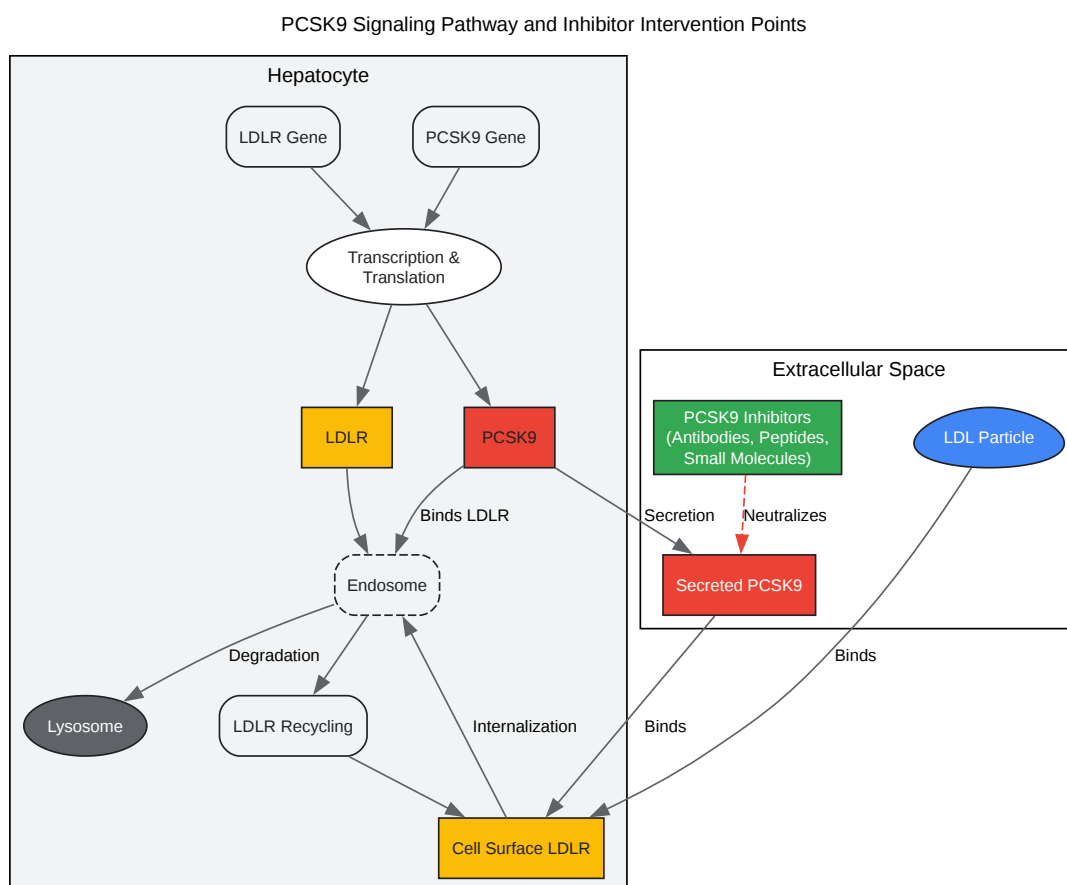 PCSK9 Signaling Pathway and Inhibitor Intervention Points
Hepatocyte
LDLR Gene
PCSK9 Gene
Transcription &
Translation
Extracellular Space
LDLR
PCSK9
PCSK9 Inhibitors
(Antibodies, Peptides,
Small Molecules)
LDL Particle
Binds LDLR
Secretion
Neutralizes
Endosome
Secreted PCSK9
Degradation
Binds
Lysosome
LDLR Recycling
Internalization
Binds
Cell Surface LDLR